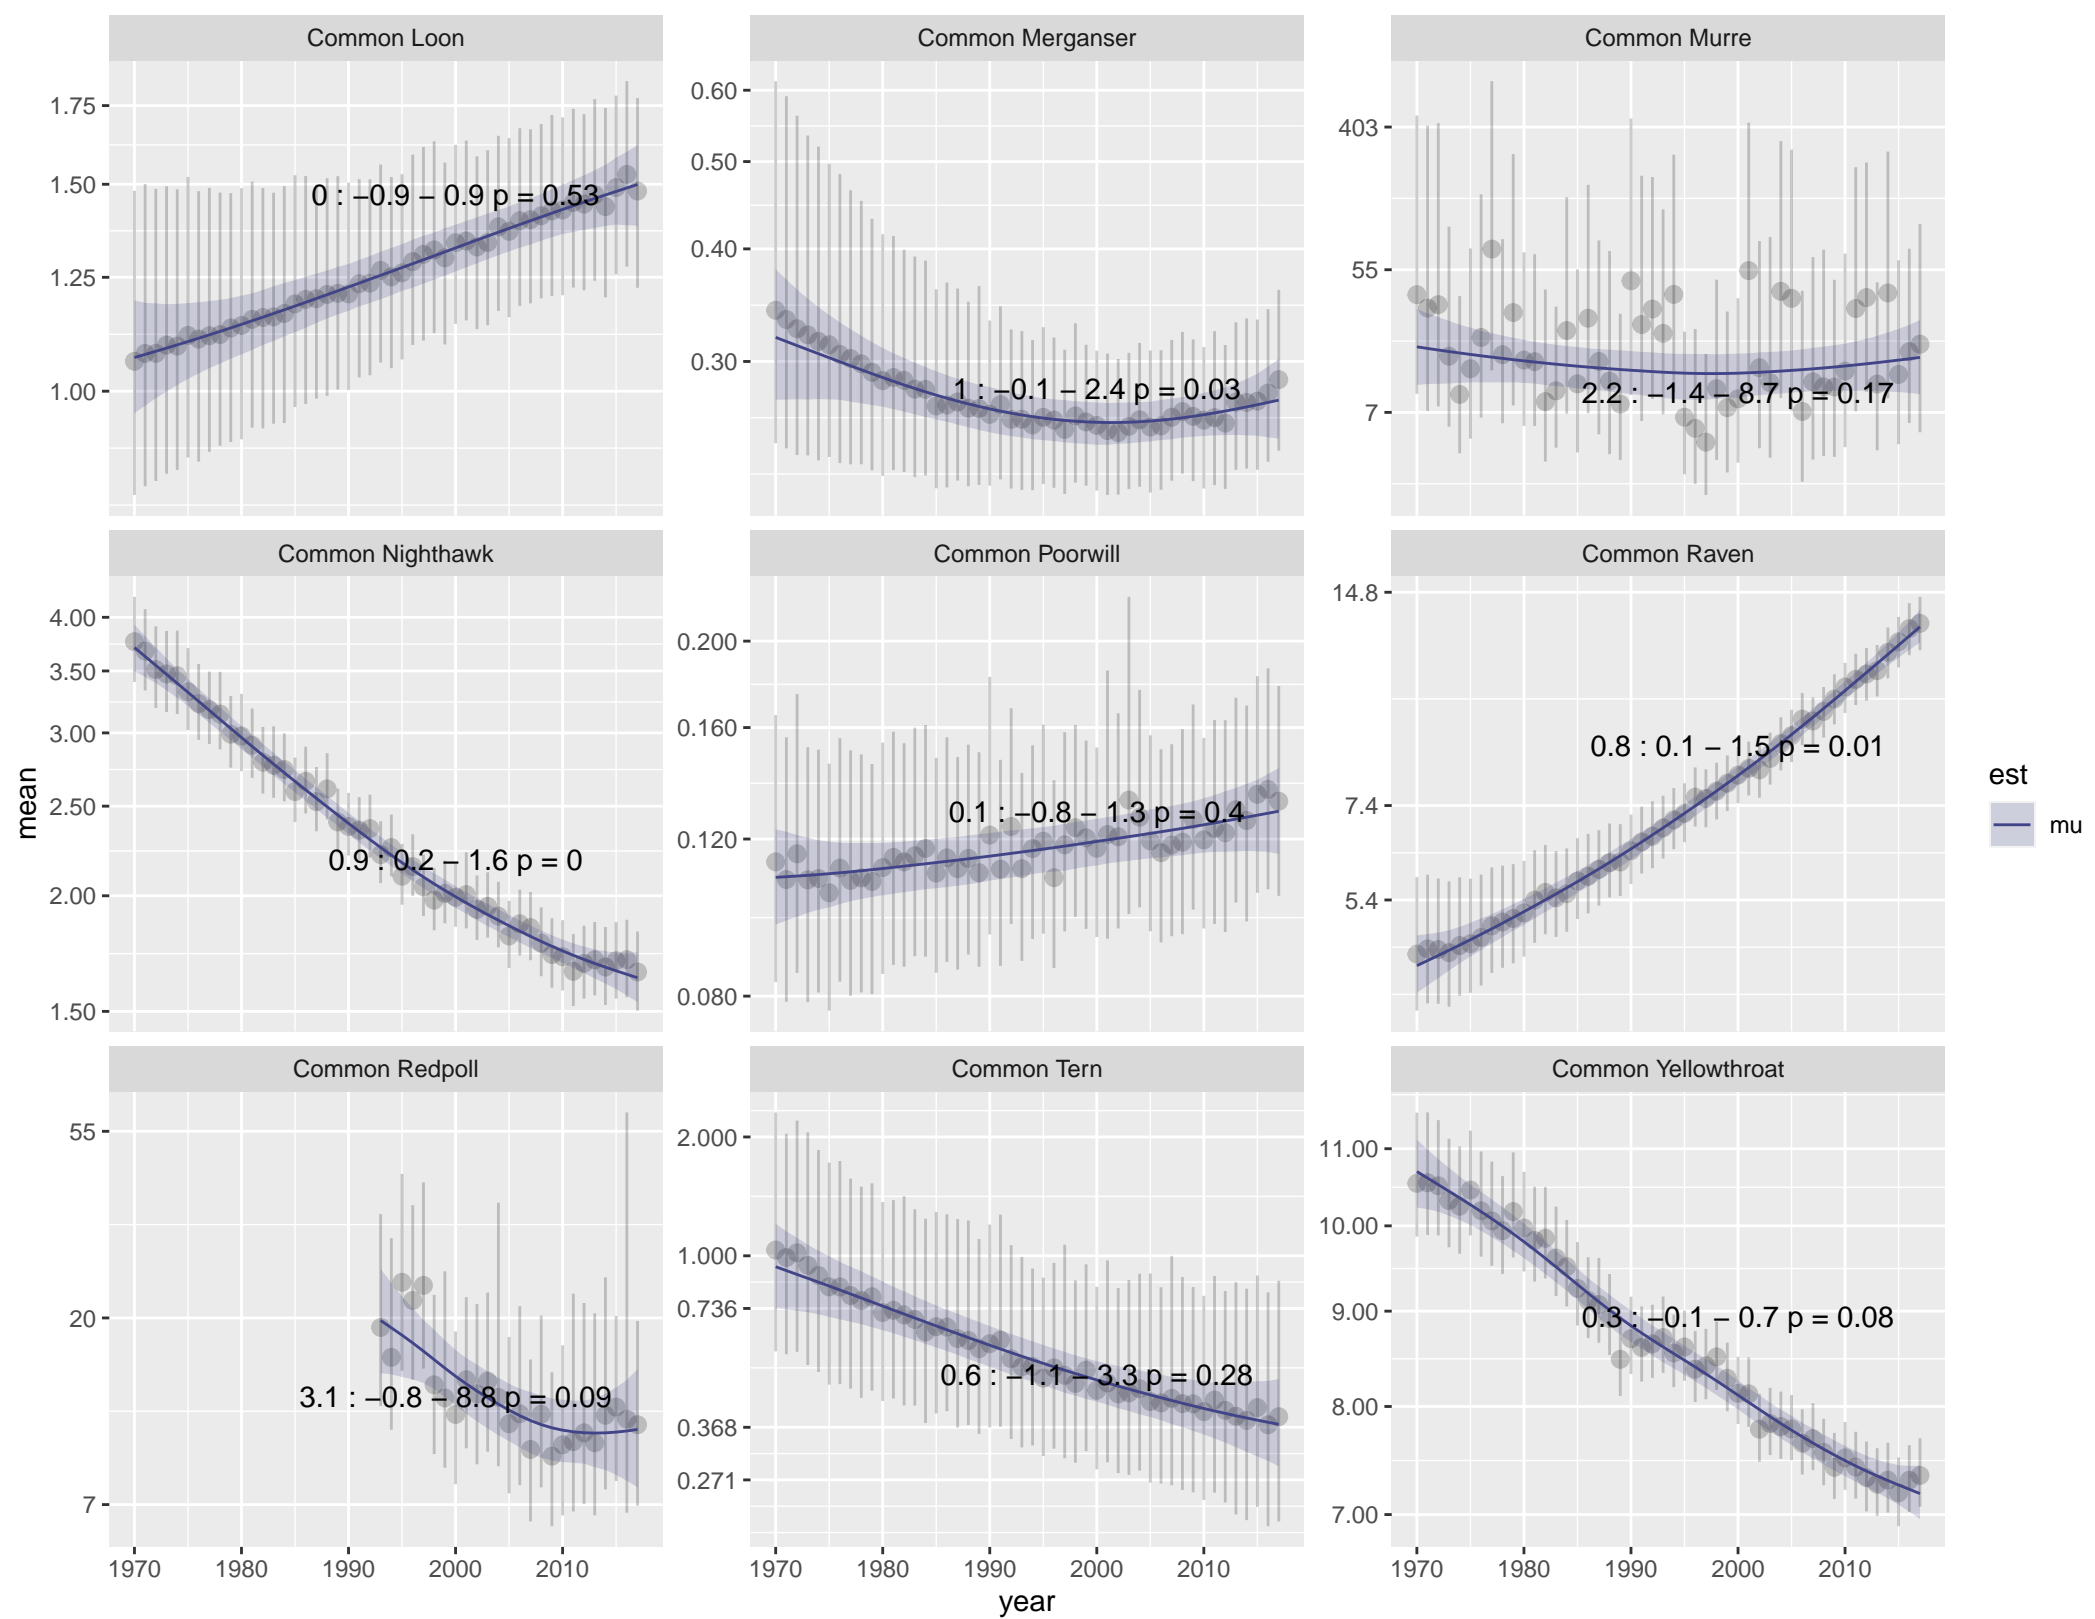 Common Loon
Common Merganser
Common Murre
1.75
1.50
1.25
1.00
0 : −0.9 − 0.9 p = 0.53
0.60
0.50
0.40
0.30
1 : −0.1 − 2.4 p = 0.03
403
55
7
2.2 : −1.4 − 8.7 p = 0.17
Common Nighthawk
Common Poorwill
Common Raven
4.00
3.50
3.00
2.50
2.00
1.50
0.9 : 0.2 − 1.6 p = 0
0.200
0.160
0.120
0.080
0.1 : −0.8 − 1.3 p = 0.4
14.8
7.4
5.4
0.8 : 0.1 − 1.5 p = 0.01
mean
est
mu
Common Redpoll
Common Tern
Common Yellowthroat
55
20
7
3.1 : −0.8 − 8.8 p = 0.09
2.000
1.000
0.736
0.368
0.271
0.6 : −1.1 − 3.3 p = 0.28
11.00
10.00
9.00
8.00
7.00
0.3 : −0.1 − 0.7 p = 0.08
1970 1980 1990 2000 2010
1970 1980 1990 2000 2010
1970 1980 1990 2000 2010
year